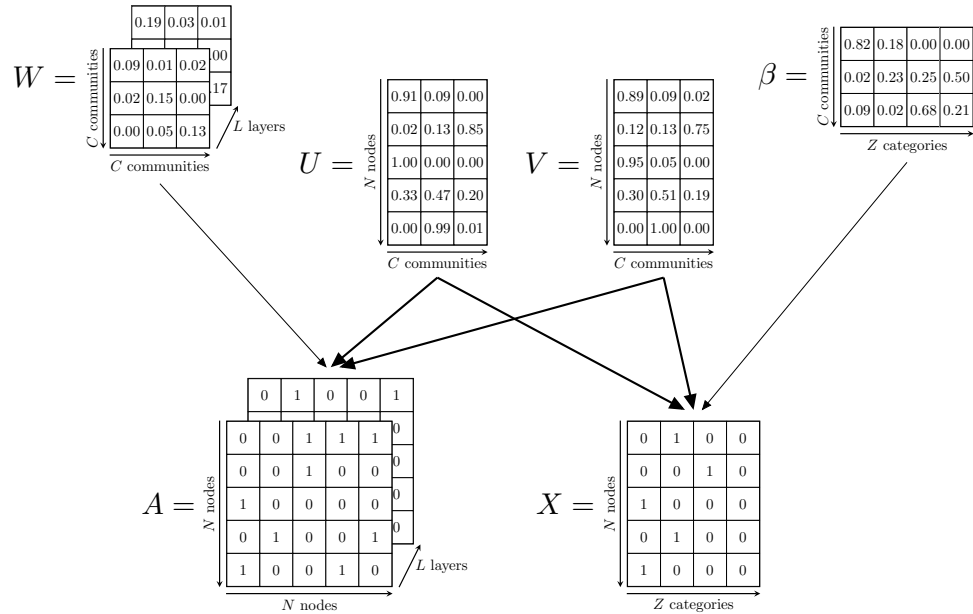 W =
0.19 0.03 0.01
.00
.17
0.09 0.01 0.02
0.02 0.15 0.00
0.00 0.05 0.13
C communities
C communities
L layers
U =
0.91 0.09 0.00
0.02 0.13 0.85
1.00 0.00 0.00
0.33 0.47 0.20
0.00 0.99 0.01
N nodes
C communities
V =
0.89 0.09 0.02
0.12 0.13 0.75
0.95 0.05 0.00
0.30 0.51 0.19
0.00 1.00 0.00
N nodes
C communities
β =
0.82 0.18 0.00 0.00
0.02 0.23 0.25 0.50
0.09 0.02 0.68 0.21
C communities
Z categories
A =
0 1 0 0 1
0
0
0
0
0 0 1 1 1
0 0 1 0 0
1 0 0 0 0
0 1 0 0 1
1 0 0 1 0
N nodes
N nodes
L layers
X =
0 1 0 0
0 0 1 0
1 0 0 0
0 1 0 0
1 0 0 0
N nodes
Z categories